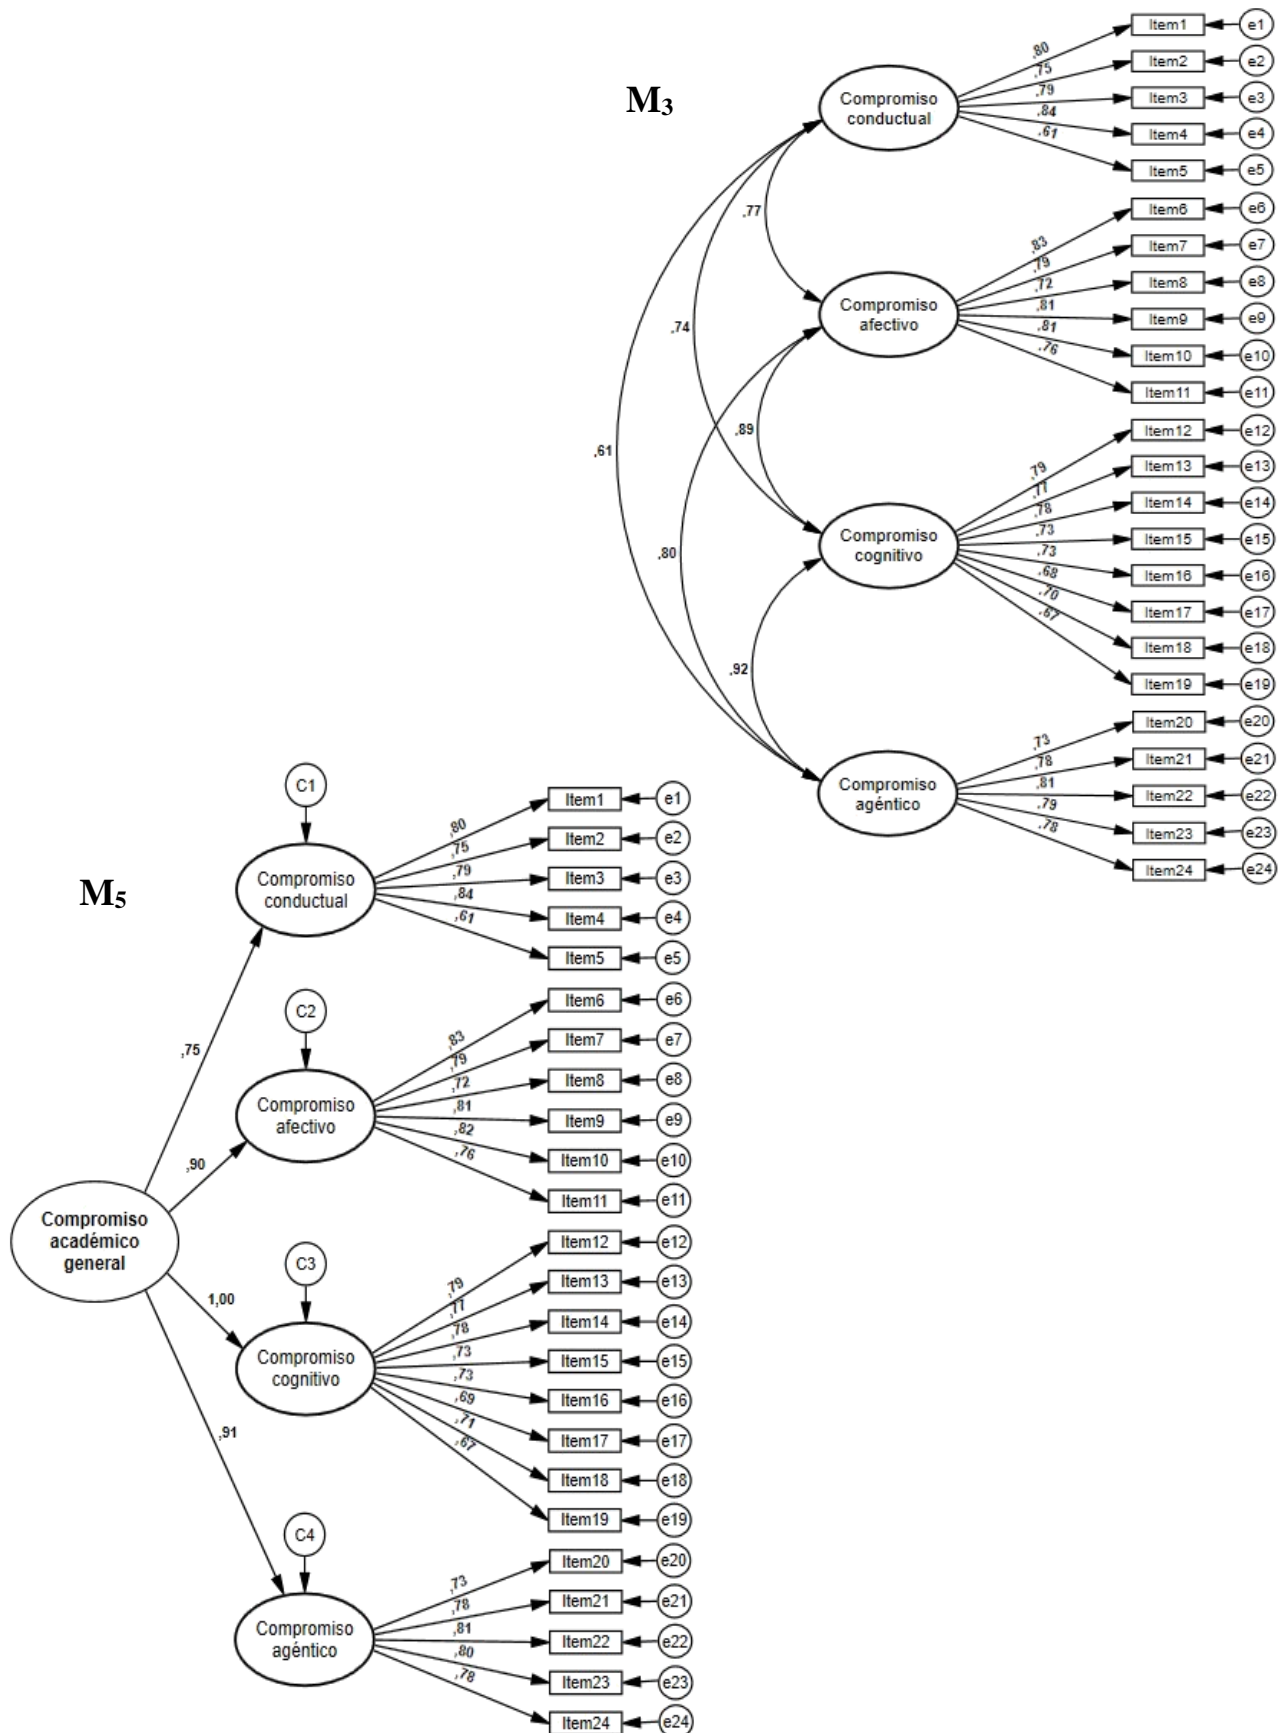 M3
Compromiso
conductual
,80
,75
,79
,84
,61
Item1
e1
Item2
e2
Item3
e3
Item4
e4
Item5
e5
,77
Compromiso
afectivo
,83
,79
,72
,81
,81
,76
Item6
e6
Item7
e7
Item8
e8
Item9
e9
Item10
e10
Item11
e11
,74
,89
,61
Compromiso
cognitivo
,79
,77
,78
,73
,73
,68
,70
,67
Item12
e12
Item13
e13
Item14
e14
Item15
e15
Item16
e16
Item17
e17
Item18
e18
Item19
e19
,80
,92
Compromiso
agéntico
,73
,78
,81
,79
,78
Item20
e20
Item21
e21
Item22
e22
Item23
e23
Item24
e24
M5
C1
Compromiso
conductual
,80
,75
,79
,84
,61
Item1
e1
Item2
e2
Item3
e3
Item4
e4
Item5
e5
,75
C2
Compromiso
afectivo
,83
,79
,72
,81
,82
,76
Item6
e6
Item7
e7
Item8
e8
Item9
e9
Item10
e10
Item11
e11
,90
Compromiso
académico
general
1,00
C3
Compromiso
cognitivo
,79
,77
,78
,73
,73
,69
,71
,67
Item12
e12
Item13
e13
Item14
e14
Item15
e15
Item16
e16
Item17
e17
Item18
e18
Item19
e19
,91
C4
Compromiso
agéntico
,73
,78
,81
,80
,78
Item20
e20
Item21
e21
Item22
e22
Item23
e23
Item24
e24